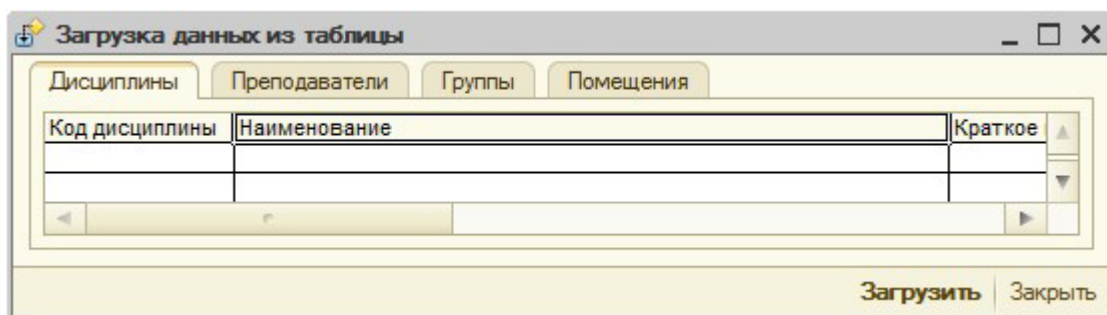 Загрузка данных из таблицы
Дисциплины Преподаватели Группы Помещения
Код дисциплины Наименование Краткое
Загрузить Закрыть